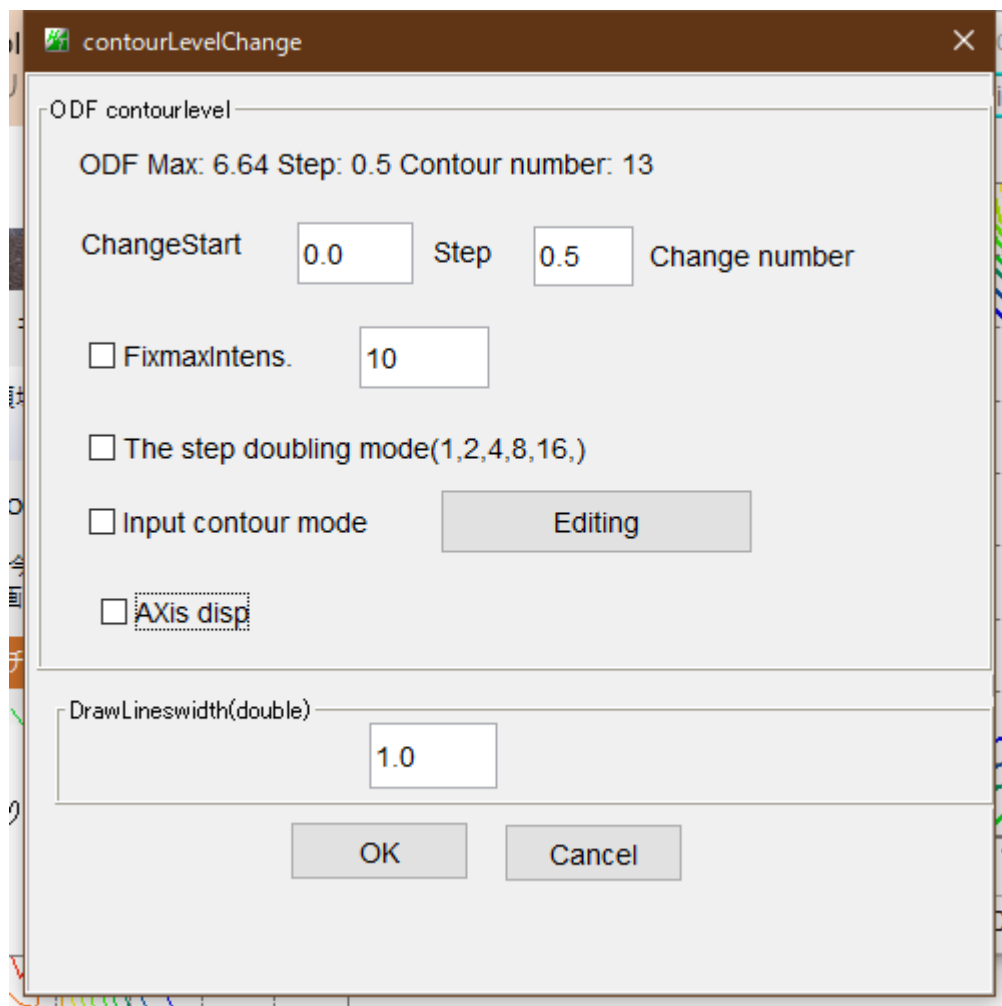 contourLevelChange
ODF contourlevel
ODF Max: 6.64 Step: 0.5 Contour number: 13
ChangeStart 0.0 Step 0.5 Change number
FixmaxIntens. 10
The step doubling mode(1,2,4,8,16,)
Input contour mode Editing
AXis disp
DrawLineswidth(double)
1.0
OK Cancel